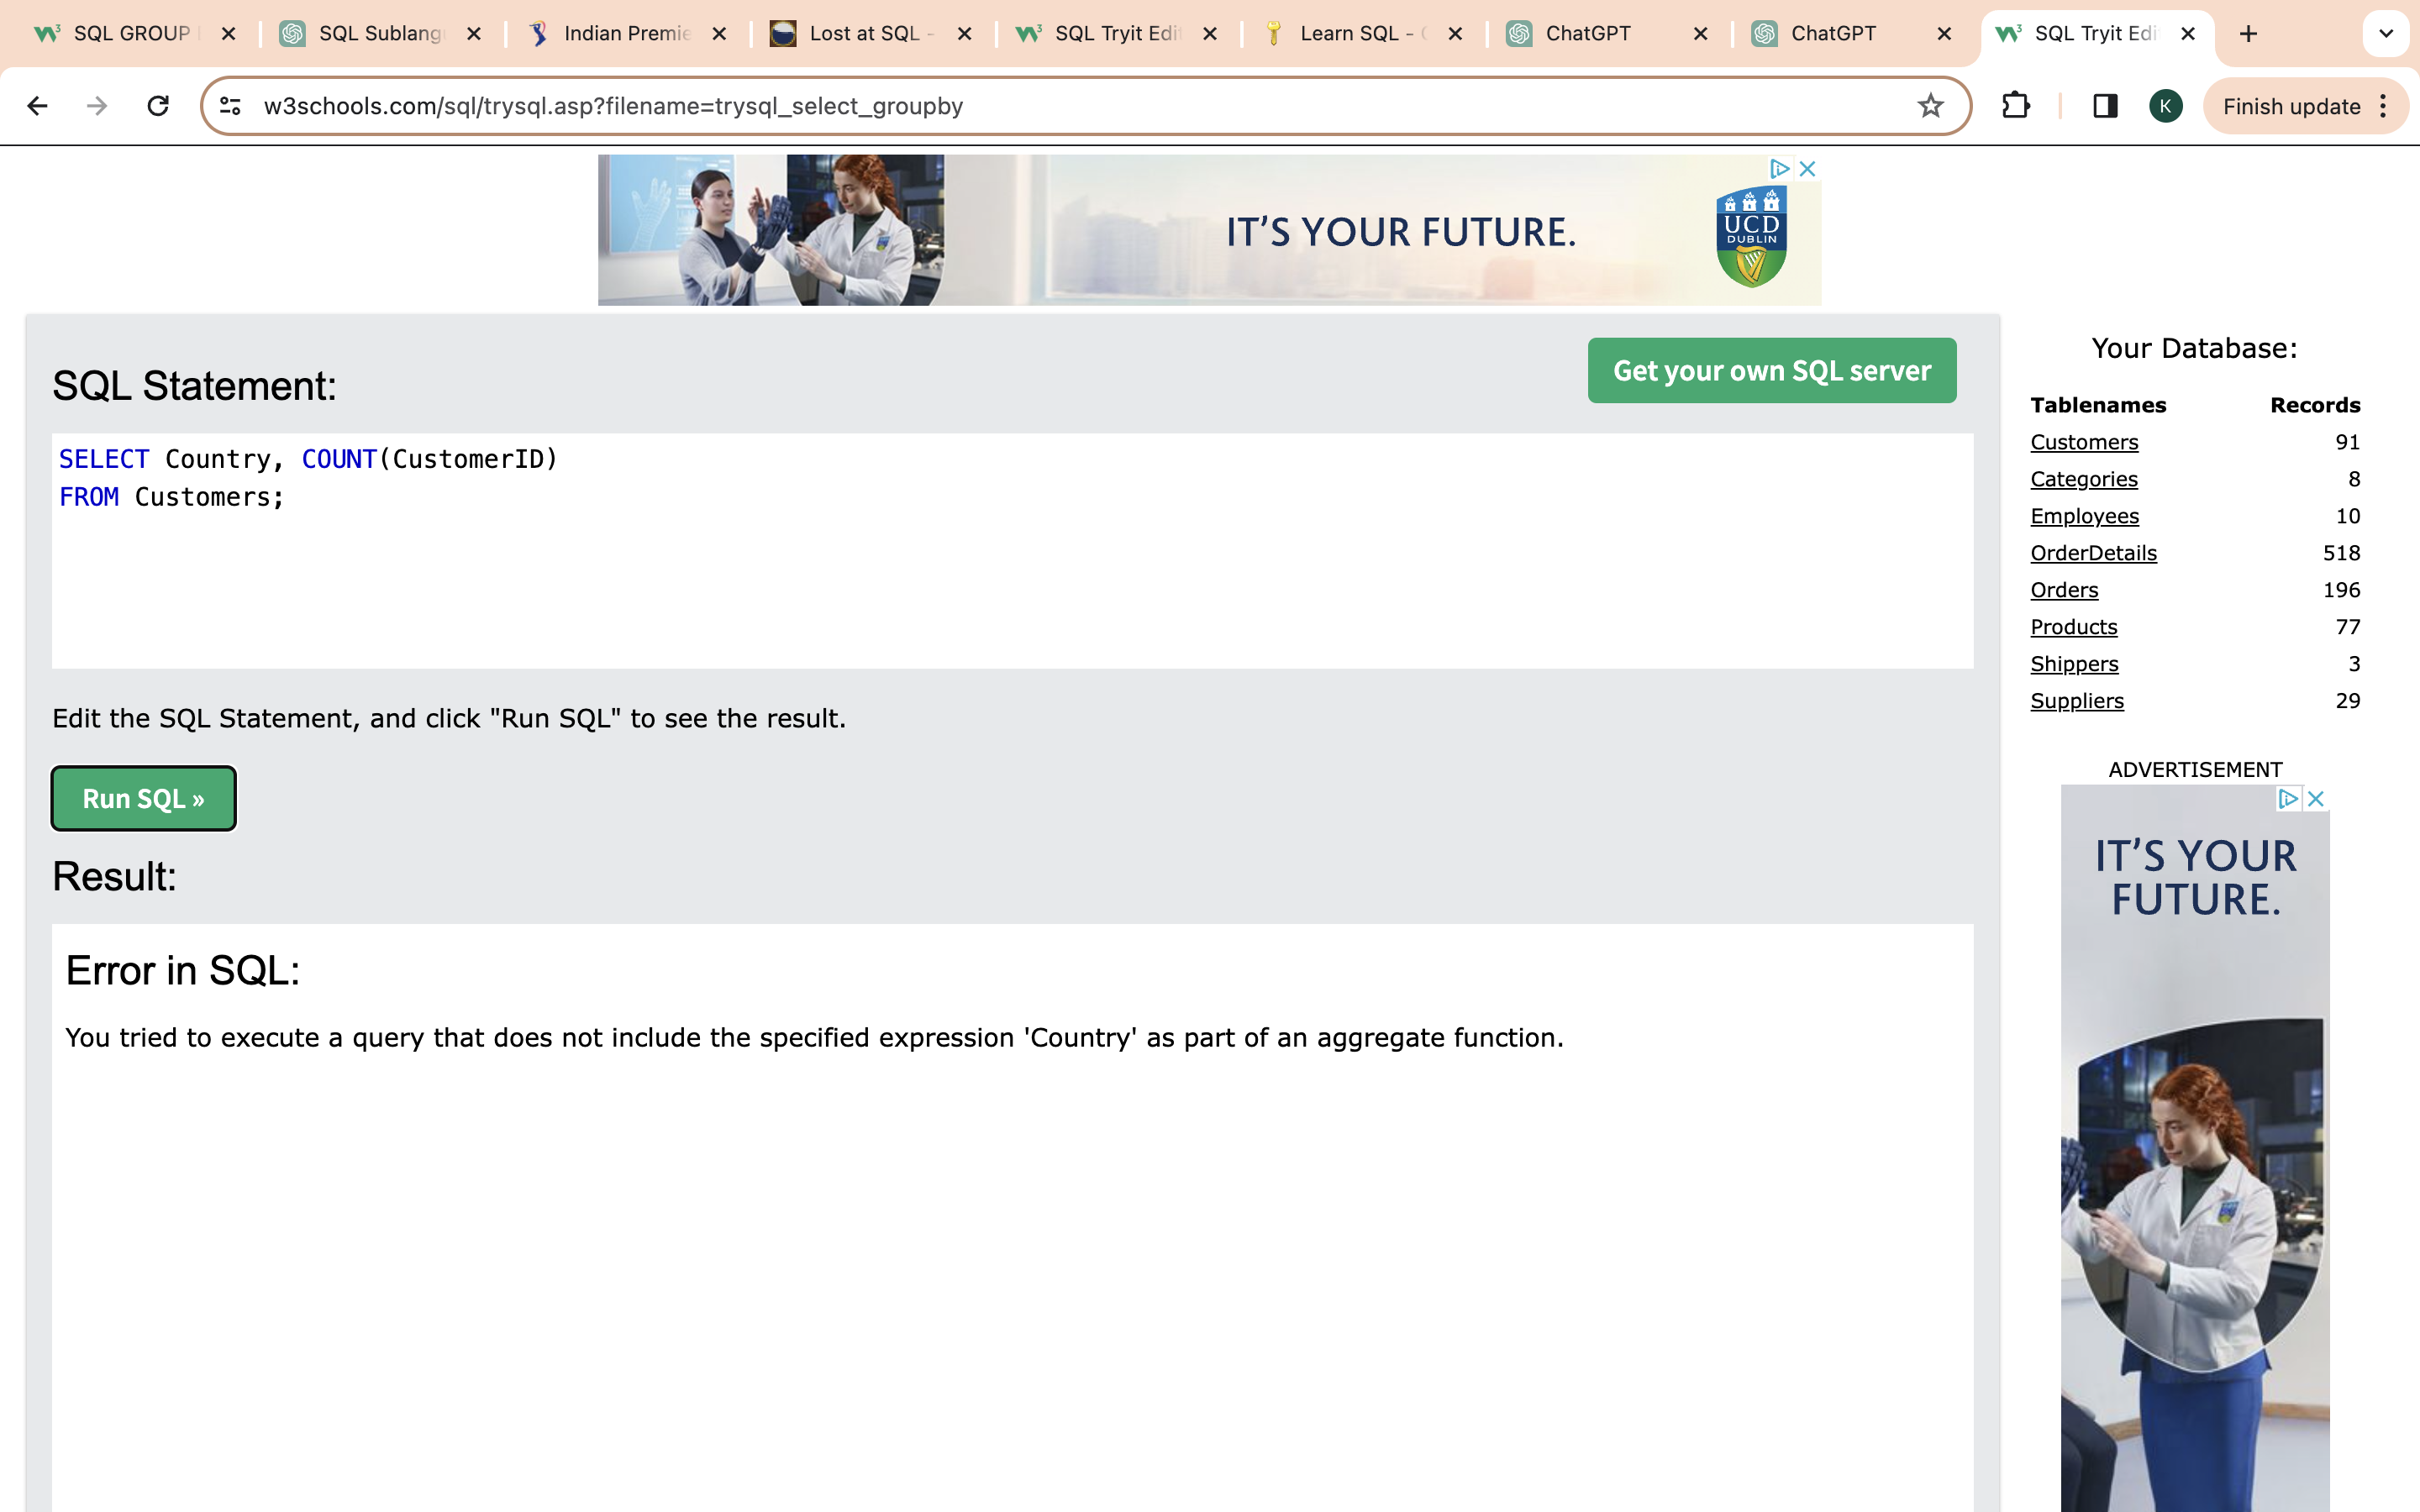 SQL GROUP
SQL Sublang
Indian Premie
Lost at SQL -
SQL Tryit Edi
Learn SQL -
ChatGPT
ChatGPT
SQL Tryit Edi
w3schools.com/sql/trysql.asp?filename=trysql_select_groupby
K
Finish update
IT'S YOUR FUTURE.
UCD
DUBLIN
SQL Statement:
Get your own SQL server
SELECT Country, COUNT(CustomerID)
FROM Customers;
Edit the SQL Statement, and click "Run SQL" to see the result.
Run SQL »
Result:
Error in SQL:
You tried to execute a query that does not include the specified expression 'Country' as part of an aggregate function.
Your Database:
Tablenames Records
Customers 91
Categories 8
Employees 10
OrderDetails 518
Orders 196
Products 77
Shippers 3
Suppliers 29
ADVERTISEMENT
IT'S YOUR
FUTURE.